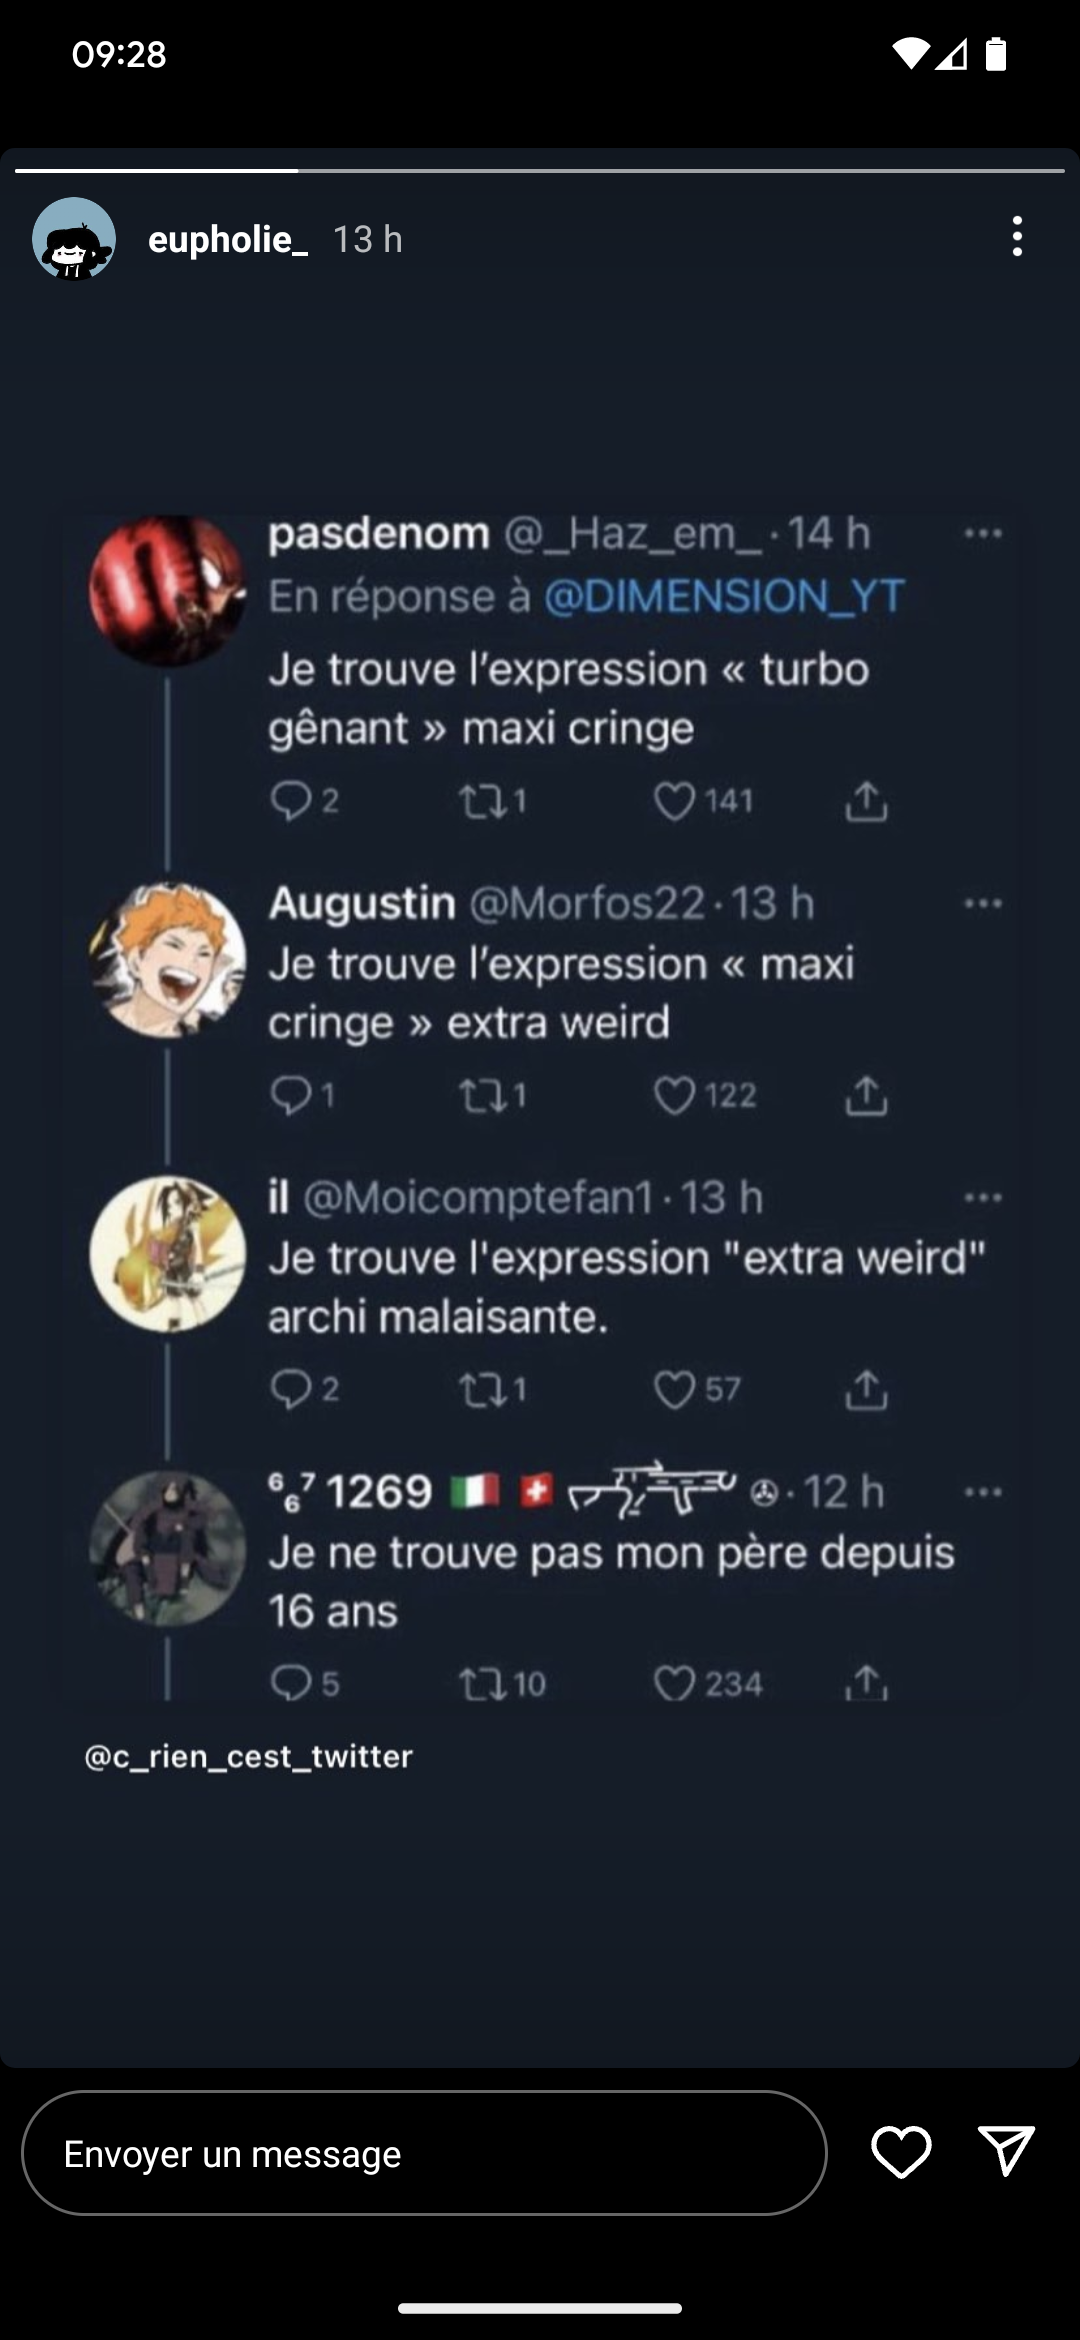 09:28
eupholie_ 13 h
pasdenom @_Haz_em_ · 14 h
En réponse à @DIMENSION_YT
Je trouve l’expression « turbo
gênant » maxi cringe
2 1 141
Augustin @Morfos22 · 13 h
Je trouve l’expression « maxi
cringe » extra weird
1 1 122
il @Moicomptefan1 · 13 h
Je trouve l'expression "extra weird"
archi malaisante.
2 1 57
⁶₆⁷ 1269 🇮🇹 🇨🇭 · 12 h
Je ne trouve pas mon père depuis
16 ans
5 10 234
@c_rien_cest_twitter
Envoyer un message